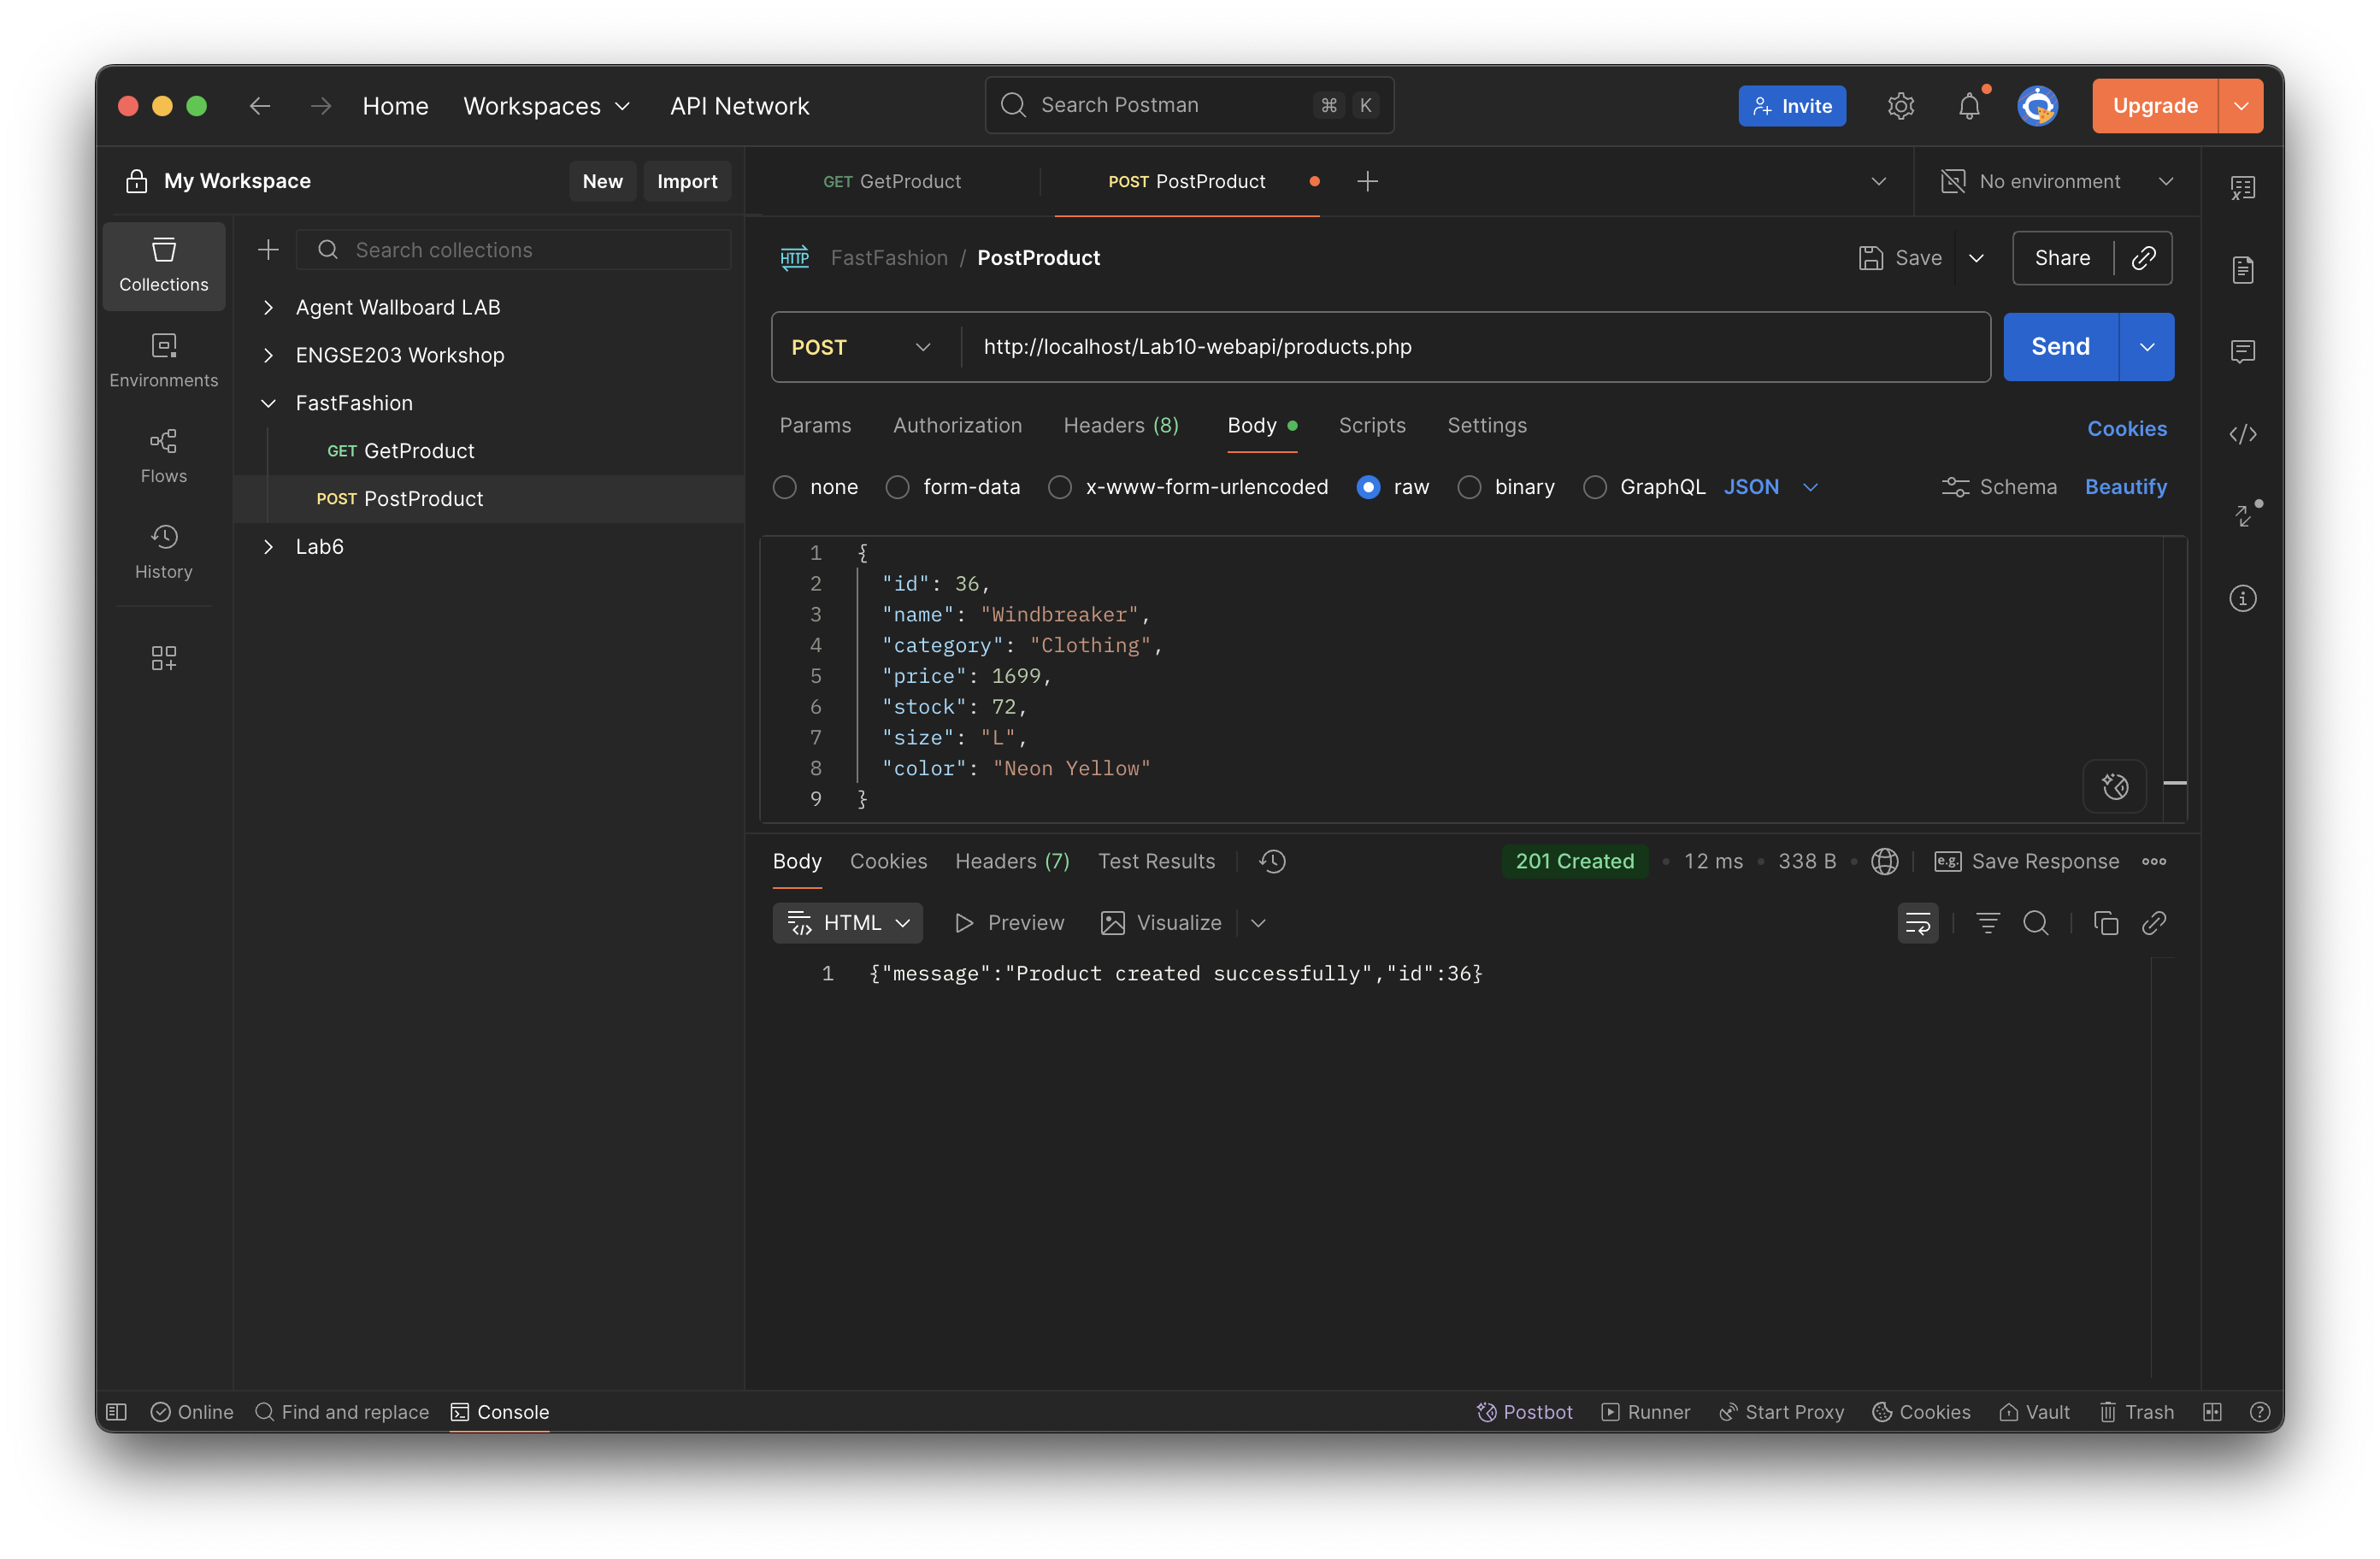 Home Workspaces API Network Search Postman ⌘ K Invite Upgrade
My Workspace New Import GET GetProduct POST PostProduct No environment
Collections
Environments
Flows
History
Search collections
Agent Wallboard LAB
ENGSE203 Workshop
FastFashion
GET GetProduct
POST PostProduct
Lab6
HTTP FastFashion / PostProduct Save Share
POST http://localhost/Lab10-webapi/products.php Send
Params Authorization Headers (8) Body Scripts Settings Cookies
none form-data x-www-form-urlencoded raw binary GraphQL JSON Schema Beautify
1 {
2 "id": 36,
3 "name": "Windbreaker",
4 "category": "Clothing",
5 "price": 1699,
6 "stock": 72,
7 "size": "L",
8 "color": "Neon Yellow"
9 }
Body Cookies Headers (7) Test Results 201 Created 12 ms 338 B e.g. Save Response
HTML Preview Visualize
1 {"message":"Product created successfully","id":36}
Online Find and replace Console Postbot Runner Start Proxy Cookies Vault Trash